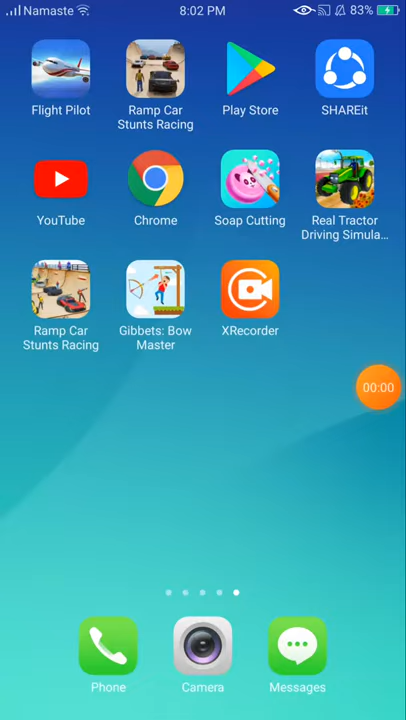 Namaste
8:02 PM
83%
Flight Pilot
Ramp Car
Stunts Racing
Play Store
SHAREit
YouTube
Chrome
Soap Cutting
Real Tractor
Driving Simula...
Ramp Car
Stunts Racing
Gibbets: Bow
Master
XRecorder
00:00
Phone
Camera
Messages